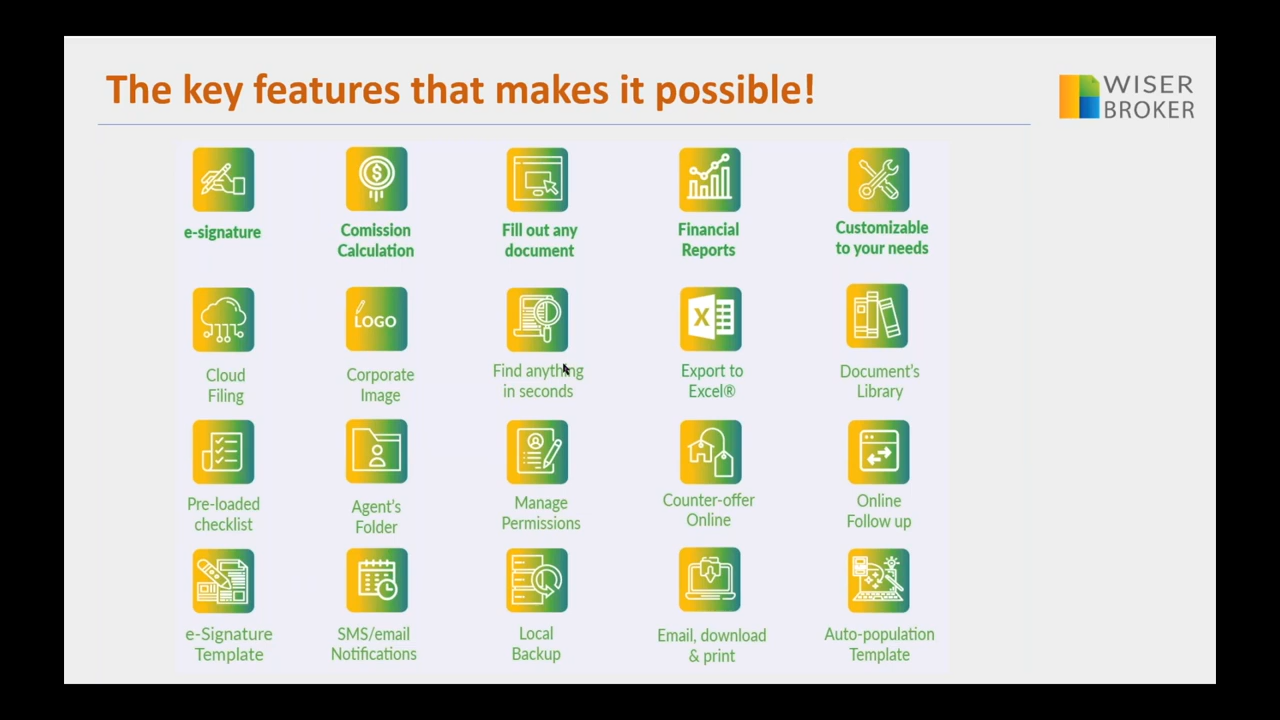 The key features that makes it possible!
WISER
BROKER
e-signature
Comission
Calculation
Fill out any
document
Financial
Reports
Customizable
to your needs
LOGO
X
Cloud
Filing
Corporate
Image
Find anything
in seconds
Export to
Excel®
Document's
Library
Pre-loaded
checklist
Agent's
Folder
Manage
Permissions
Counter-offer
Online
Online
Follow up
e-Signature
Template
SMS/email
Notifications
Local
Backup
Email, download
& print
Auto-population
Template